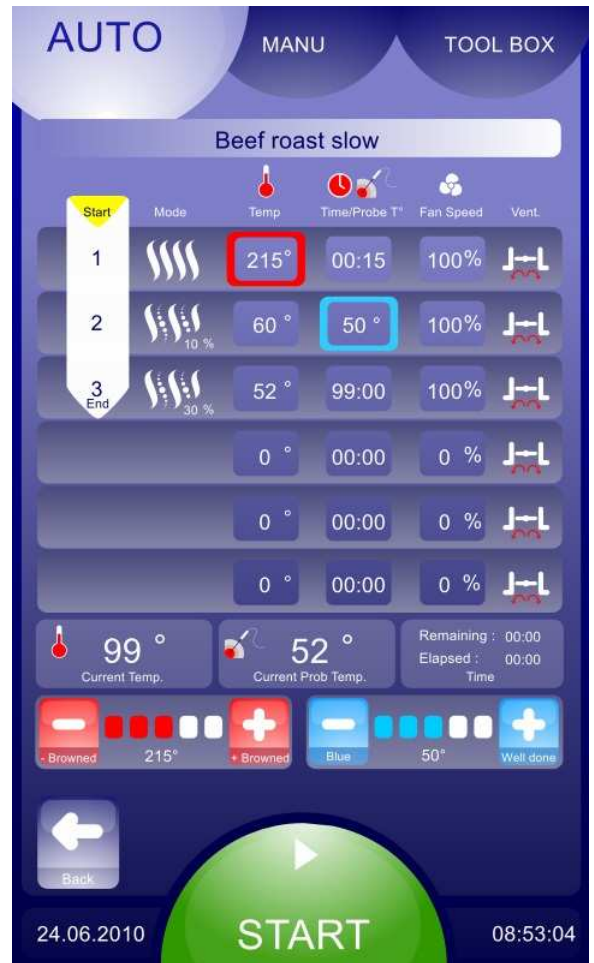 AUTO MANU TOOL BOX
Beef roast slow
Start Mode Temp Time/Probe T° Fan Speed Vent.
1 215° 00:15 100%
2 10 % 60 ° 50 ° 100%
3 End 30 % 52 ° 99:00 100%
0 ° 00:00 0 %
0 ° 00:00 0 %
0 ° 00:00 0 %
99 ° 52 ° Remaining : 00:00
Elapsed : 00:00
Current Temp. Current Prob Temp. Time
- Browned 215° + Browned Blue 50° Well done
Back
24.06.2010 START 08:53:04